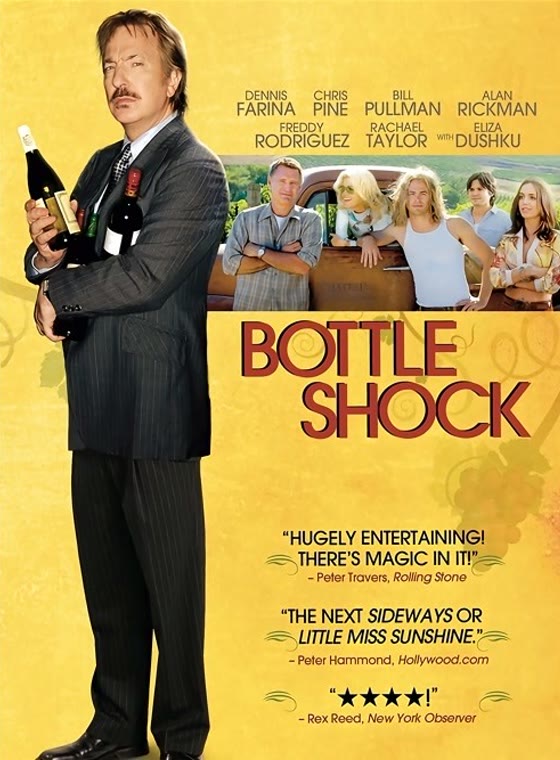 DENNIS FARINA CHRIS PINE BILL PULLMAN ALAN RICKMAN
FREDDY RODRIGUEZ RACHAEL TAYLOR WITH ELIZA DUSHKU
BOTTLE
SHOCK
“HUGELY ENTERTAINING!
THERE’S MAGIC IN IT!”
– Peter Travers, Rolling Stone
“THE NEXT SIDEWAYS OR
LITTLE MISS SUNSHINE.”
– Peter Hammond, Hollywood.com
“★★★★!”
– Rex Reed, New York Observer